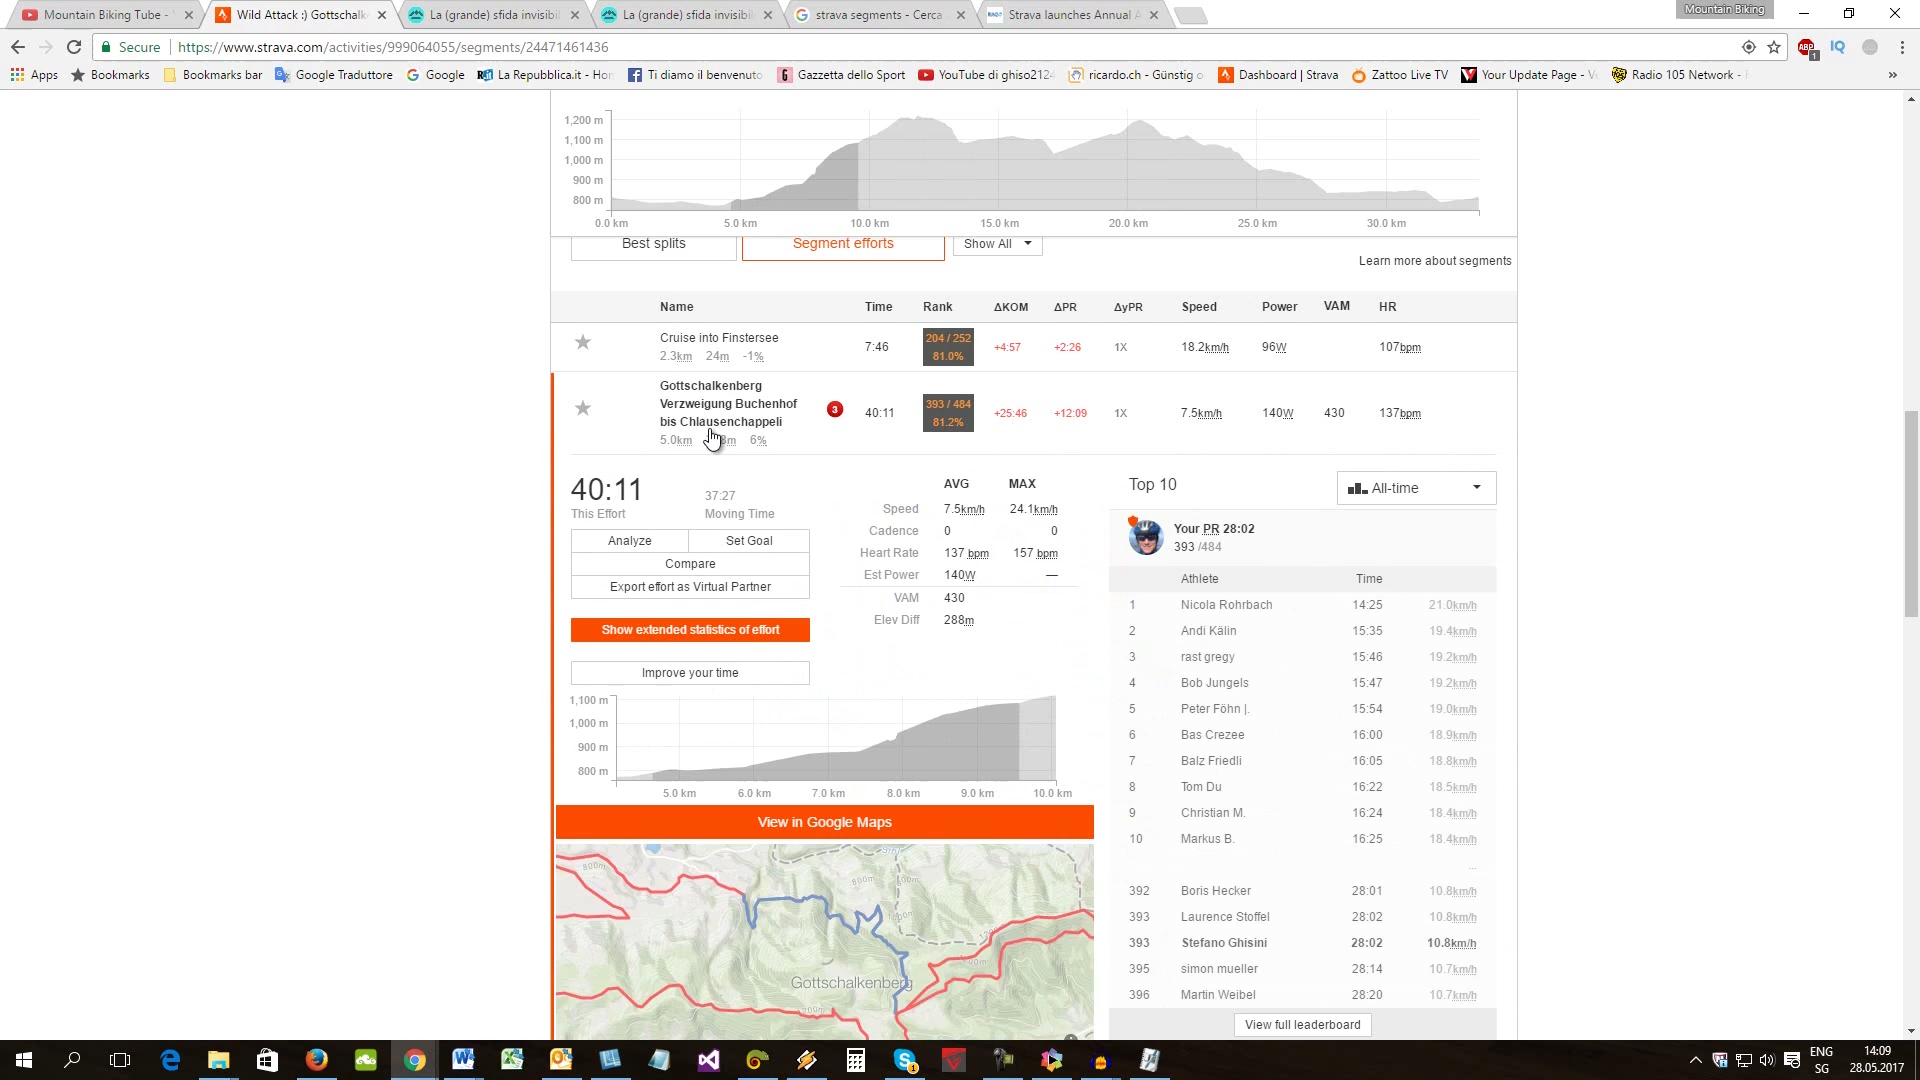 Mountain Biking
Mountain Biking Tube -
Wild Attack :) Gottschalk
La (grande) sfida invisibil
La (grande) sfida invisibil
strava segments - Cerca
Strava launches Annual A
Secure
https://www.strava.com/activities/999064055/segments/24471461436
Apps
Bookmarks
Bookmarks bar
Google Traduttore
Google
La Repubblica.it - Hon
Ti diamo il benvenuto
Gazzetta dello Sport
YouTube di ghiso2124
ricardo.ch - Günstig o
Dashboard | Strava
Zattoo Live TV
Your Update Page -
Radio 105 Network -
1,200 m
1,100 m
1,000 m
900 m
800 m
0.0 km 5.0 km 10.0 km 15.0 km 20.0 km 25.0 km 30.0 km
Best splits
Segment efforts
Show All
Learn more about segments
Name Time Rank ΔKOM ΔPR ΔyPR Speed Power VAM HR
Cruise into Finstersee
2.3km 24m -1%
7:46
204 / 252
81.0%
+4:57 +2:26 1X 18.2km/h 96W 107bpm
Gottschalkenberg
Verzweigung Buchenhof
bis Chlausenchappeli
5.0km 6%
3
40:11
393 / 484
81.2%
+25:46 +12:09 1X 7.5km/h 140W 430 137bpm
40:11
This Effort
37:27
Moving Time
Analyze
Set Goal
Compare
Export effort as Virtual Partner
Show extended statistics of effort
Improve your time
AVG MAX
Speed 7.5km/h 24.1km/h
Cadence 0 0
Heart Rate 137 bpm 157 bpm
Est Power 140W —
VAM 430
Elev Diff 288m
1,100 m
1,000 m
900 m
800 m
5.0 km 6.0 km 7.0 km 8.0 km 9.0 km 10.0 km
View in Google Maps
800m
800m
Gottschalkenberg
Top 10
All-time
Your PR 28:02
393 /484
Athlete Time
1 Nicola Rohrbach 14:25 21.0km/h
2 Andi Kälin 15:35 19.4km/h
3 rast gregy 15:46 19.2km/h
4 Bob Jungels 15:47 19.2km/h
5 Peter Föhn |. 15:54 19.0km/h
6 Bas Crezee 16:00 18.9km/h
7 Balz Friedli 16:05 18.8km/h
8 Tom Du 16:22 18.5km/h
9 Christian M. 16:24 18.4km/h
10 Markus B. 16:25 18.4km/h
...
392 Boris Hecker 28:01 10.8km/h
393 Laurence Stoffel 28:02 10.8km/h
393 Stefano Ghisini 28:02 10.8km/h
395 simon mueller 28:14 10.7km/h
396 Martin Weibel 28:20 10.7km/h
View full leaderboard
ENG
SG
14:09
28.05.2017